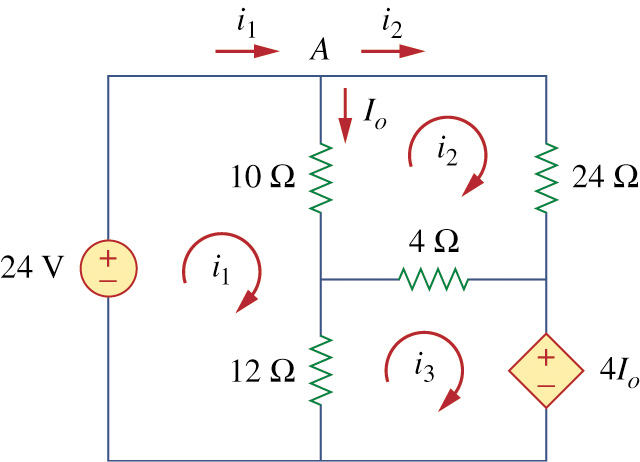 i₁ i₂
A
Iₒ
i₂
10 Ω 24 Ω
4 Ω
24 V + − i₁
12 Ω i₃ + − 4Iₒ